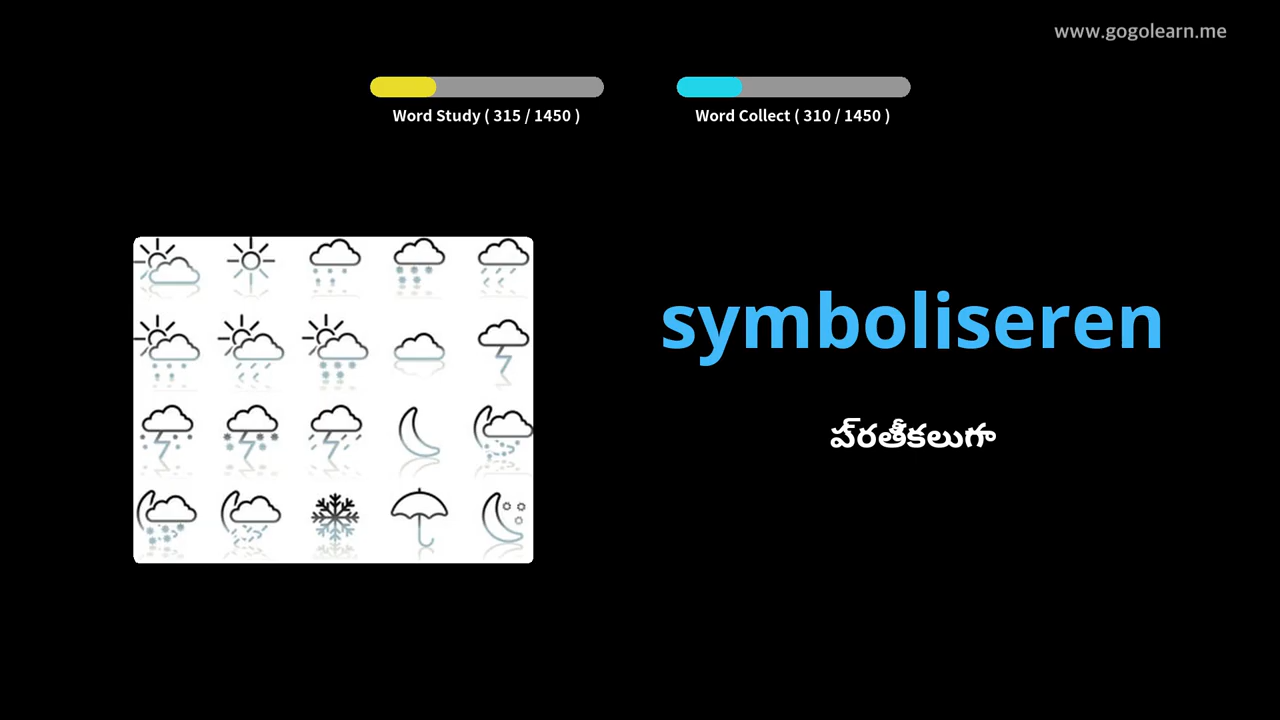 www.gogolearn.me
Word Study ( 315 / 1450 )
Word Collect ( 310 / 1450 )
symboliseren
ప్రతీకలుగా